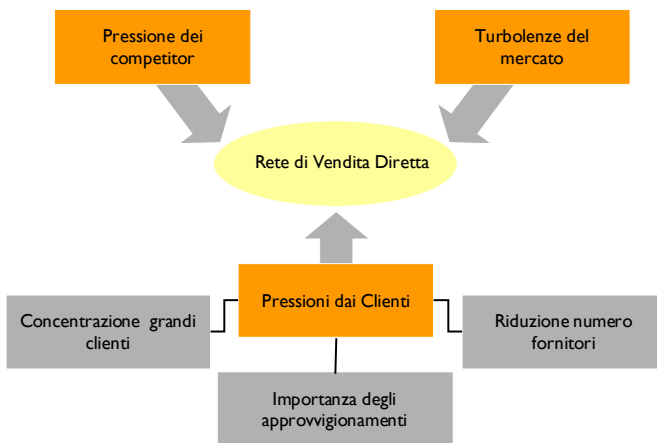 Pressione dei
competitor
Turbolenze del
mercato
Rete di Vendita Diretta
Pressioni dai Clienti
Concentrazione grandi
clienti
Riduzione numero
fornitori
Importanza degli
approvvigionamenti